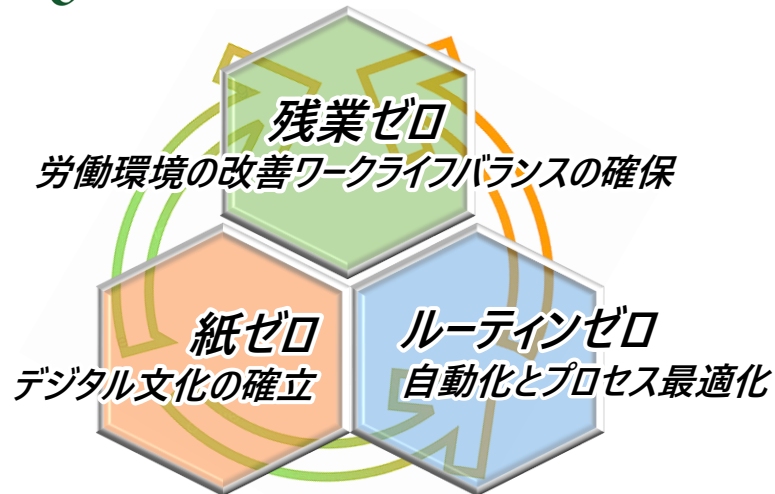 残業ゼロ
労働環境の改善ワークライフバランスの確保
紙ゼロ
デジタル文化の確立
ルーティンゼロ
自動化とプロセス最適化